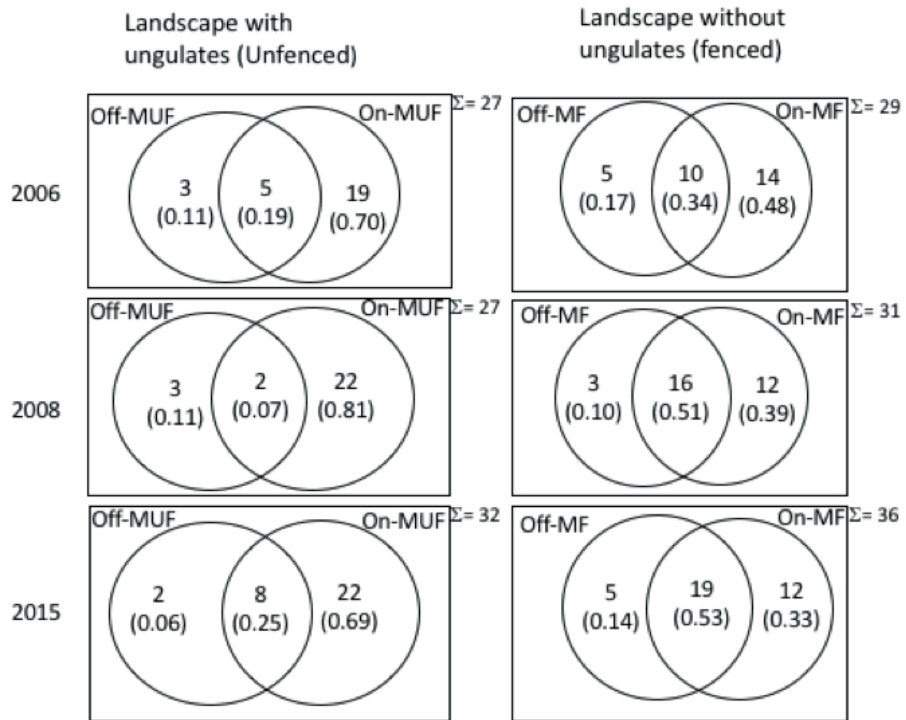 Landscape with
ungulates (Unfenced)
Landscape without
ungulates (fenced)
2006
Off-MUF
On-MUF
Σ= 27
3
(0.11)
5
(0.19)
19
(0.70)
Off-MF
On-MF
Σ= 29
5
(0.17)
10
(0.34)
14
(0.48)
2008
Off-MUF
On-MUF
Σ= 27
3
(0.11)
2
(0.07)
22
(0.81)
Off-MF
On-MF
Σ= 31
3
(0.10)
16
(0.51)
12
(0.39)
2015
Off-MUF
On-MUF
Σ= 32
2
(0.06)
8
(0.25)
22
(0.69)
Off-MF
On-MF
Σ= 36
5
(0.14)
19
(0.53)
12
(0.33)